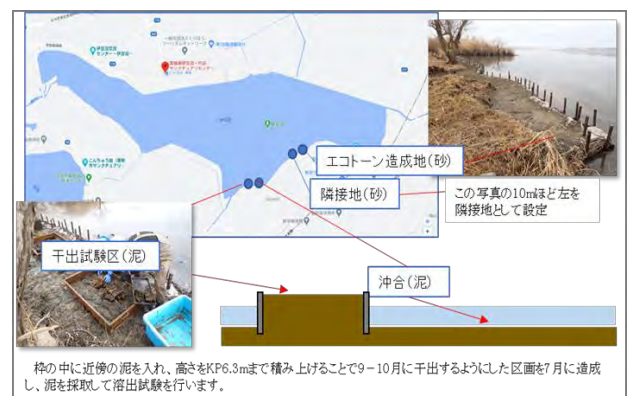 エコトーン造成地(砂)
隣接地(砂)
この写真の10mほど左を
隣接地として設定
干出試験区(泥)
沖合(泥)
枠の中に近傍の泥を入れ、高さをKP6.3mまで積み上げることで9-10月に干出するようにした区画を7月に造成
し、泥を採取して溶出試験を行います。